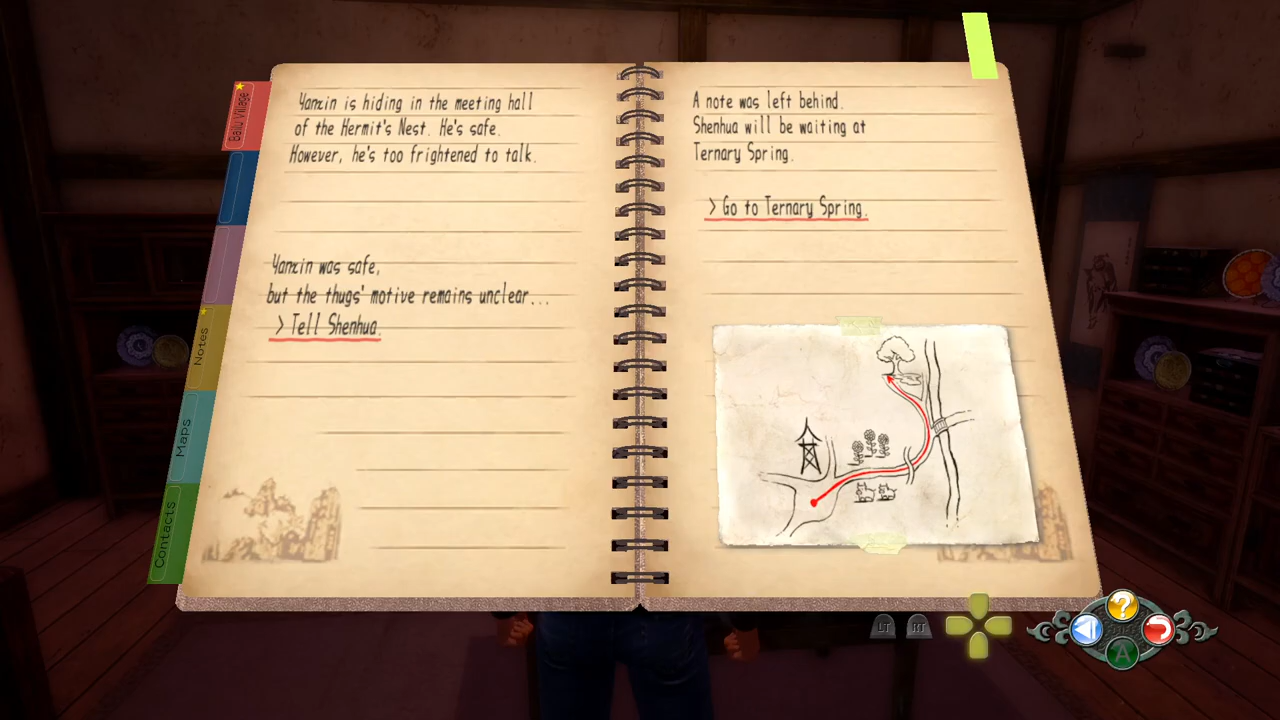 Bailu Village
Notes
Maps
Contacts
Yanxin is hiding in the meeting hall
of the Hermit's Nest. He's safe.
However, he's too frightened to talk.
Yanxin was safe,
but the thugs' motive remains unclear...
> Tell Shenhua.
A note was left behind.
Shenhua will be waiting at
Ternary Spring.
> Go to Ternary Spring.
LT RT
?
A